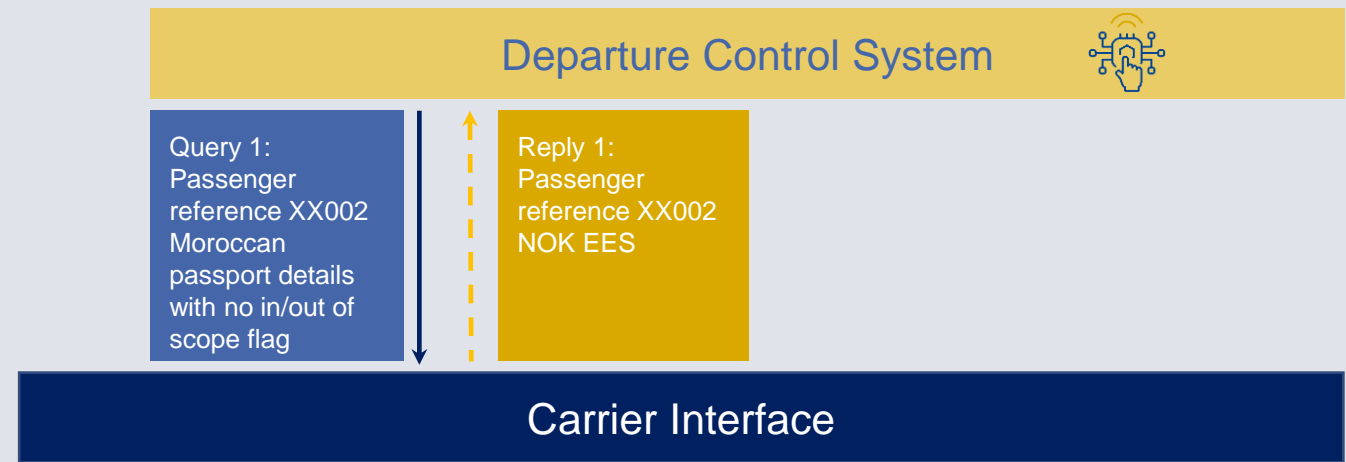 Departure Control System
Query 1:
Passenger
reference XX002
Moroccan
passport details
with no in/out of
scope flag
Reply 1:
Passenger
reference XX002
NOK EES
Carrier Interface